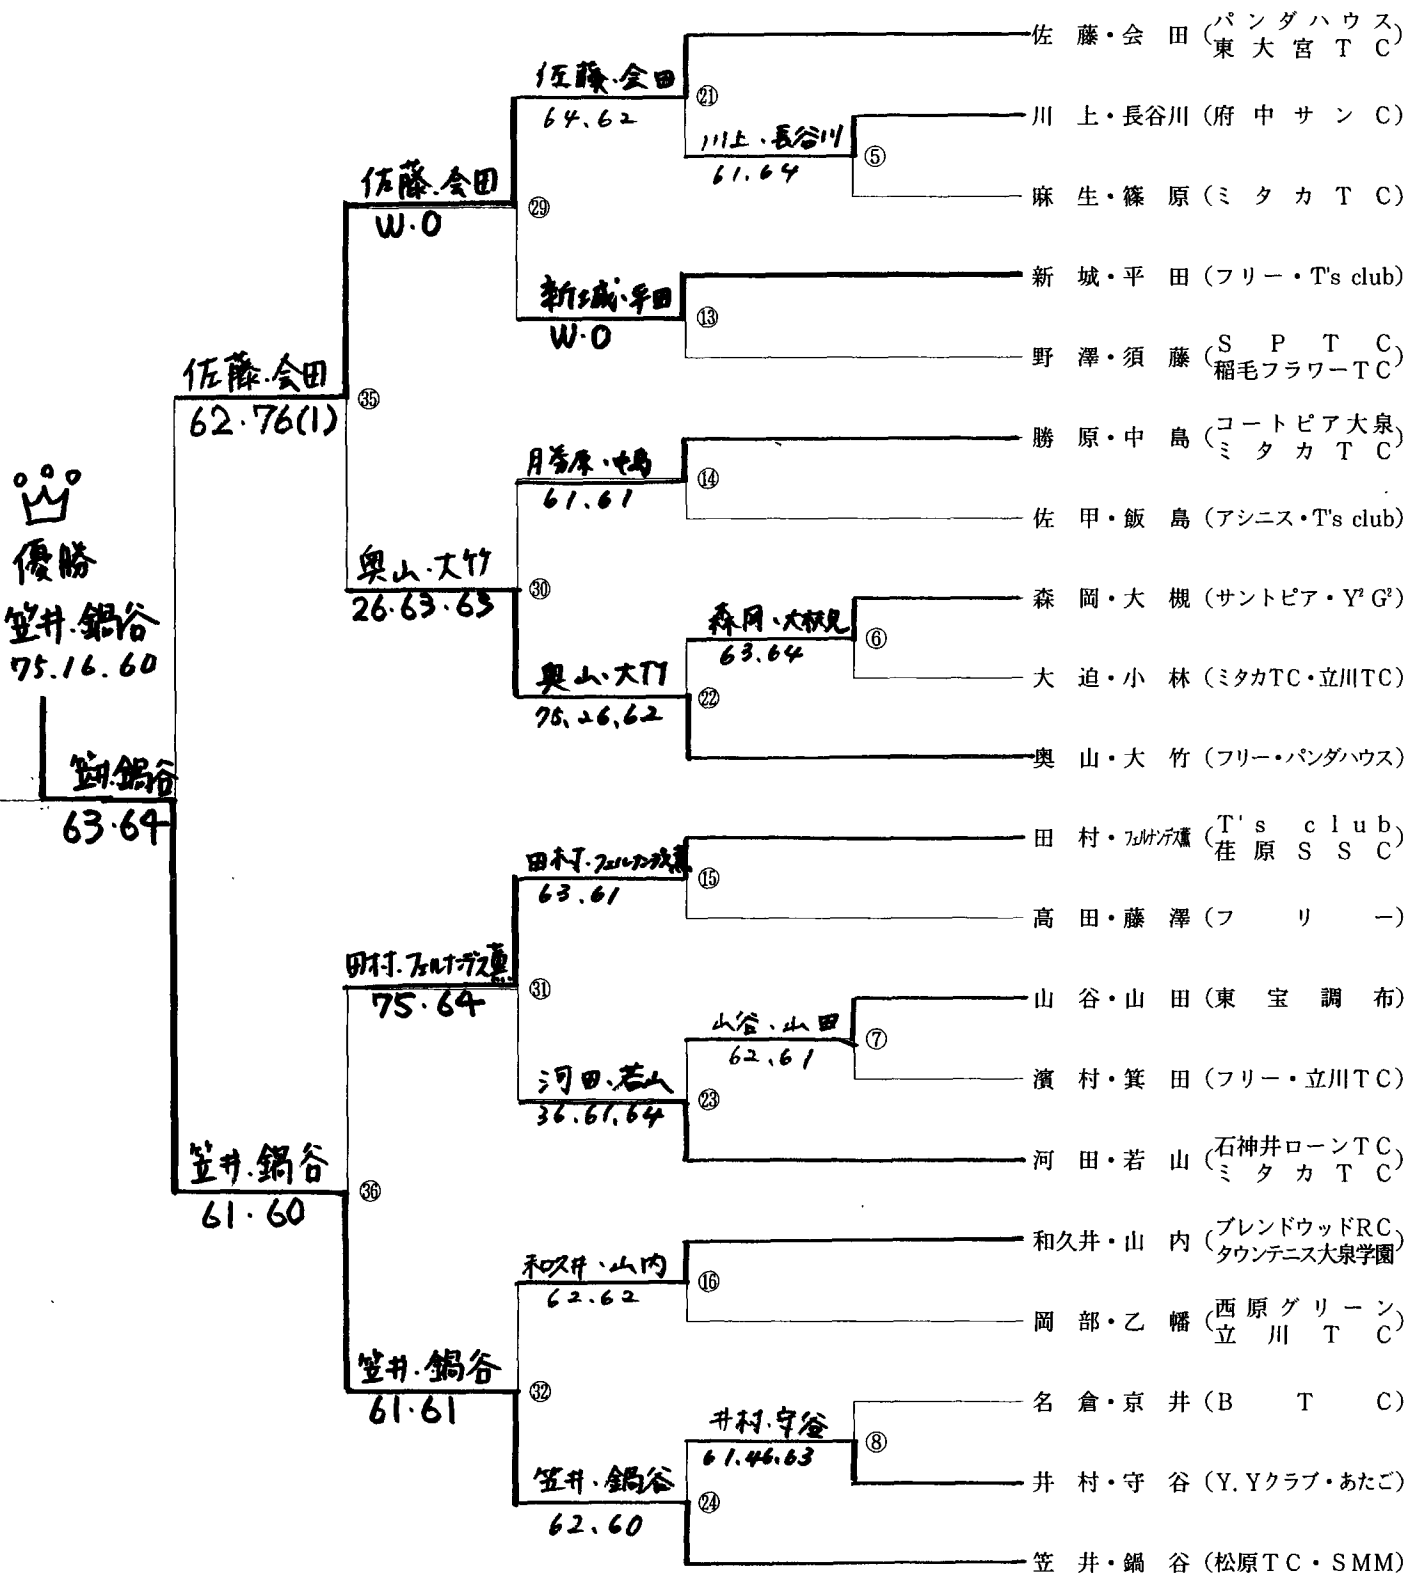 佐藤・会田 (パンダハウス
東大宮TC)
佐藤・会田
64.62
㉑
川上・長谷川 (府中サンC)
川上・長谷川
61.64
⑤
麻生・篠原 (ミタカTC)
佐藤・会田
W・O
㉙
新城・平田 (フリー・T's club)
新城・平田
W・O
⑬
野澤・須藤 (SPTC
稲毛フラワーTC)
佐藤・会田
62・76(1)
㉟
勝原・中島 (コートピア大泉
ミタカTC)
勝原・中島
61.61
⑭
佐甲・飯島 (アシニス・T's club)
奥山・大竹
26・63・63
㉚
森岡・大槻 (サントピア・Y²G²)
森岡・大槻
63.64
⑥
大迫・小林 (ミタカTC・立川TC)
奥山・大竹
75.26.62
㉒
奥山・大竹 (フリー・パンダハウス)
優勝
笠井・鍋谷
75.16.60
笠井・鍋谷
63・64
田村・フェルナンデス薫 (T's club
荏原SSC)
田村・フェルナンデス薫
63.61
⑮
高田・藤澤 (フリー)
田村・フェルナンデス薫
75・64
㉛
山谷・山田 (東宝調布)
山谷・山田
62.61
⑦
濱村・箕田 (フリー・立川TC)
河田・若山
36.61.64
㉓
河田・若山 (石神井ローンTC
ミタカTC)
笠井・鍋谷
61・60
㊱
和久井・山内 (ブレンドウッドRC
タウンテニス大泉学園)
和久井・山内
62.62
⑯
岡部・乙幡 (西原グリーン
立川TC)
笠井・鍋谷
61・61
㉜
名倉・京井 (BTC)
井村・守谷
61.46.63
⑧
井村・守谷 (Y.Yクラブ・あたご)
笠井・鍋谷
62.60
㉔
笠井・鍋谷 (松原TC・SMM)